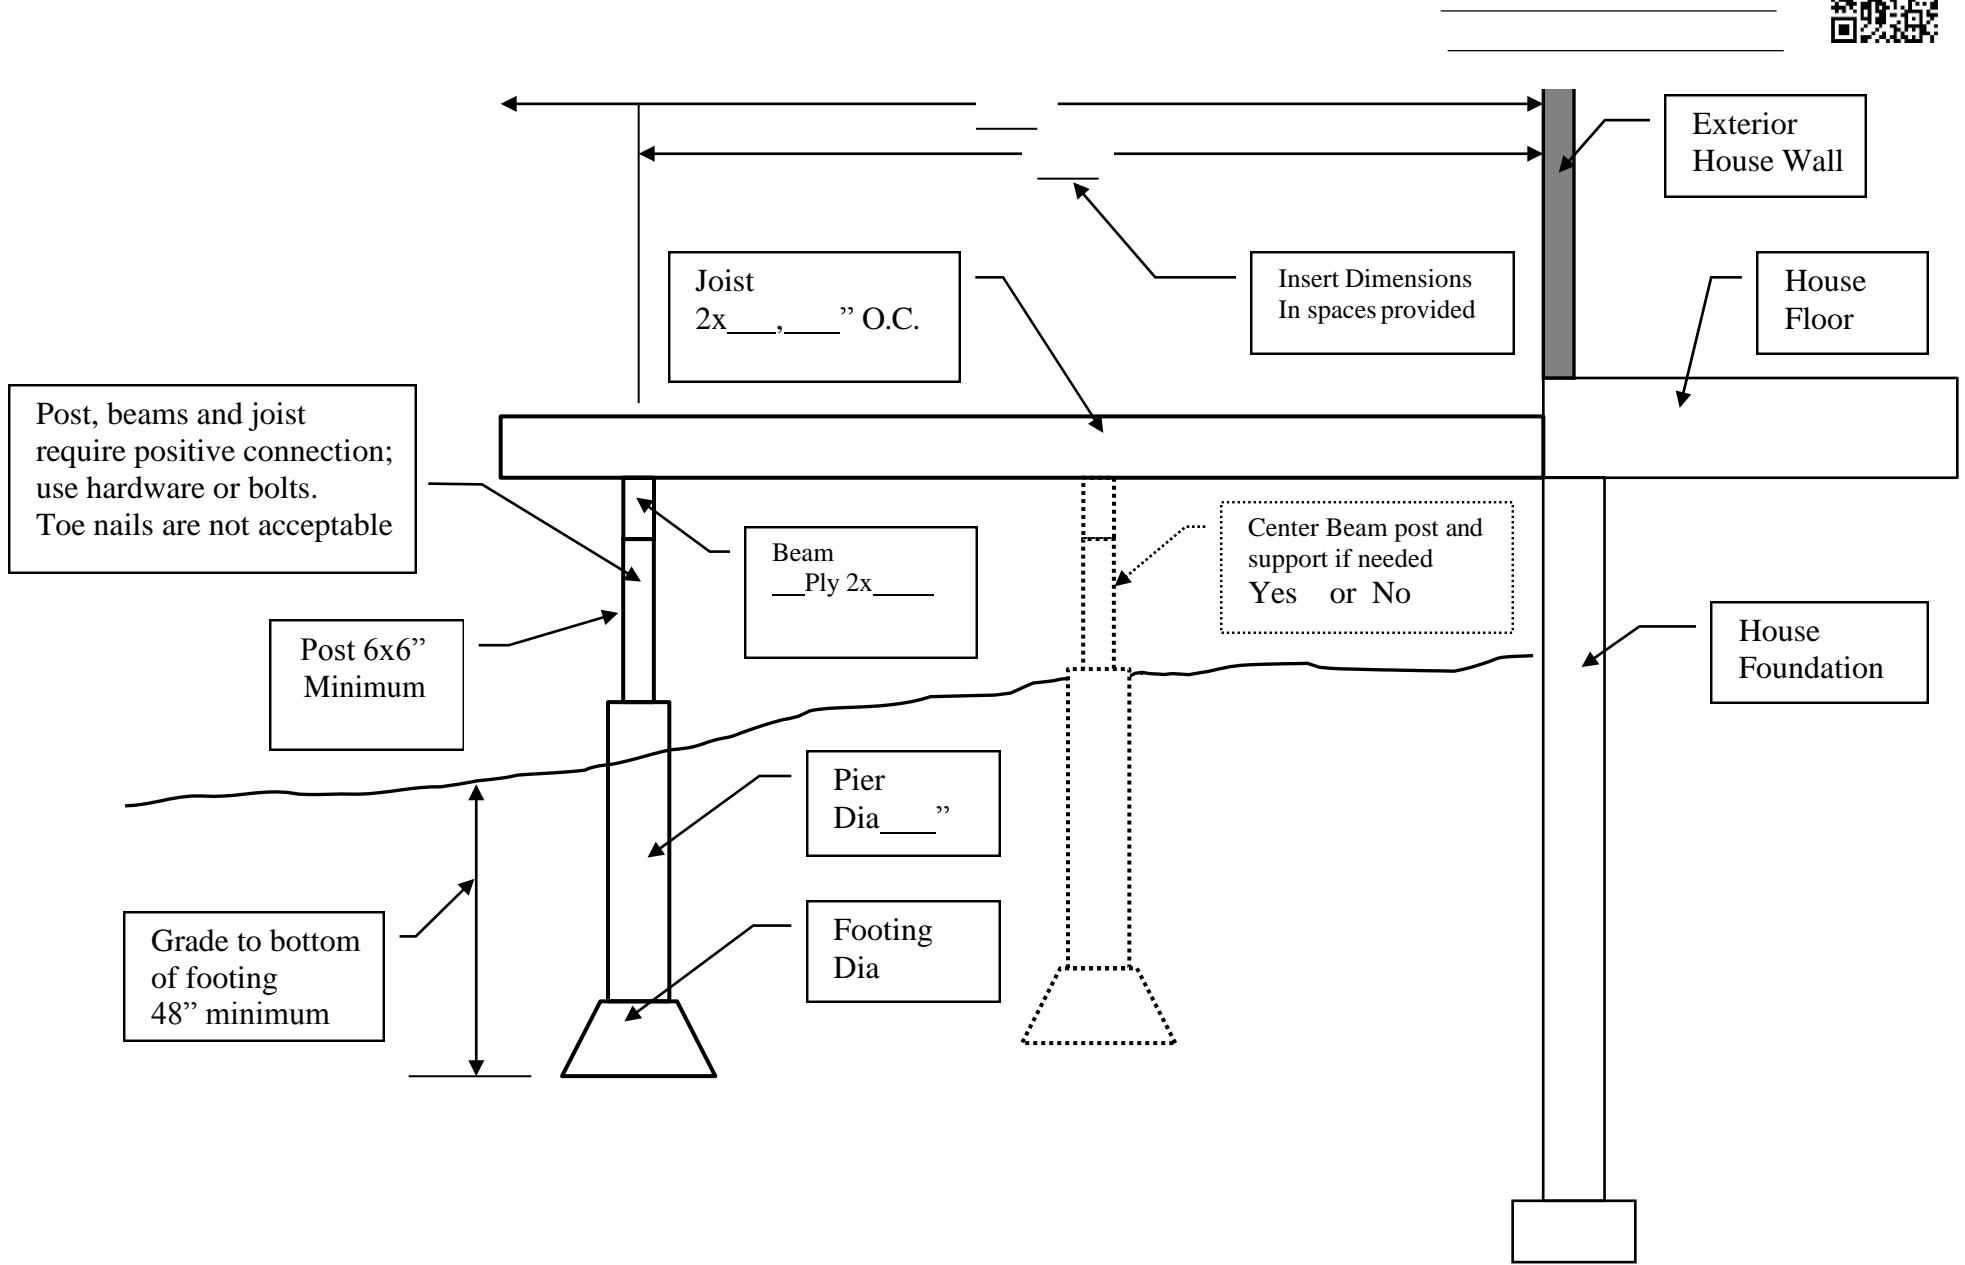 Exterior
House Wall
Joist
2x___,____” O.C.
Insert Dimensions
In spaces provided
House
Floor
Post, beams and joist
require positive connection;
use hardware or bolts.
Toe nails are not acceptable
Beam
__Ply 2x____
Center Beam post and
support if needed
Yes or No
Post 6x6”
Minimum
House
Foundation
Pier
Dia____”
Grade to bottom
of footing
48” minimum
Footing
Dia